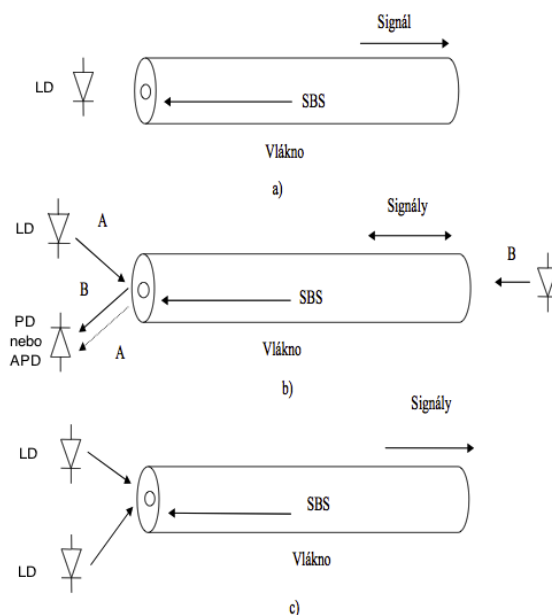 Signál
LD
SBS
Vlákno
a)
A
Signály
LD
B
B
SBS
PD
nebo
APD
A
Vlákno
b)
Signály
LD
SBS
Vlákno
LD
c)